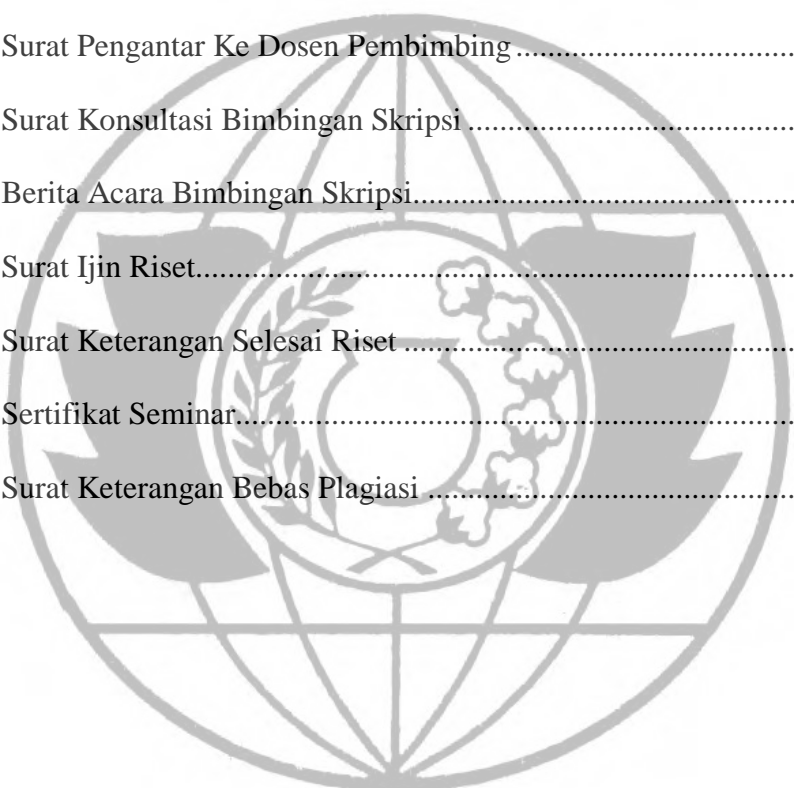 Surat Pengantar Ke Dosen Pembimbing ...................................
Surat Konsultasi Bimbingan Skripsi .........................................
Berita Acara Bimbingan Skripsi................................................
Surat Ijin Riset...........................................................................
Surat Keterangan Selesai Riset .................................................
Sertifikat Seminar......................................................................
Surat Keterangan Bebas Plagiasi ..............................................